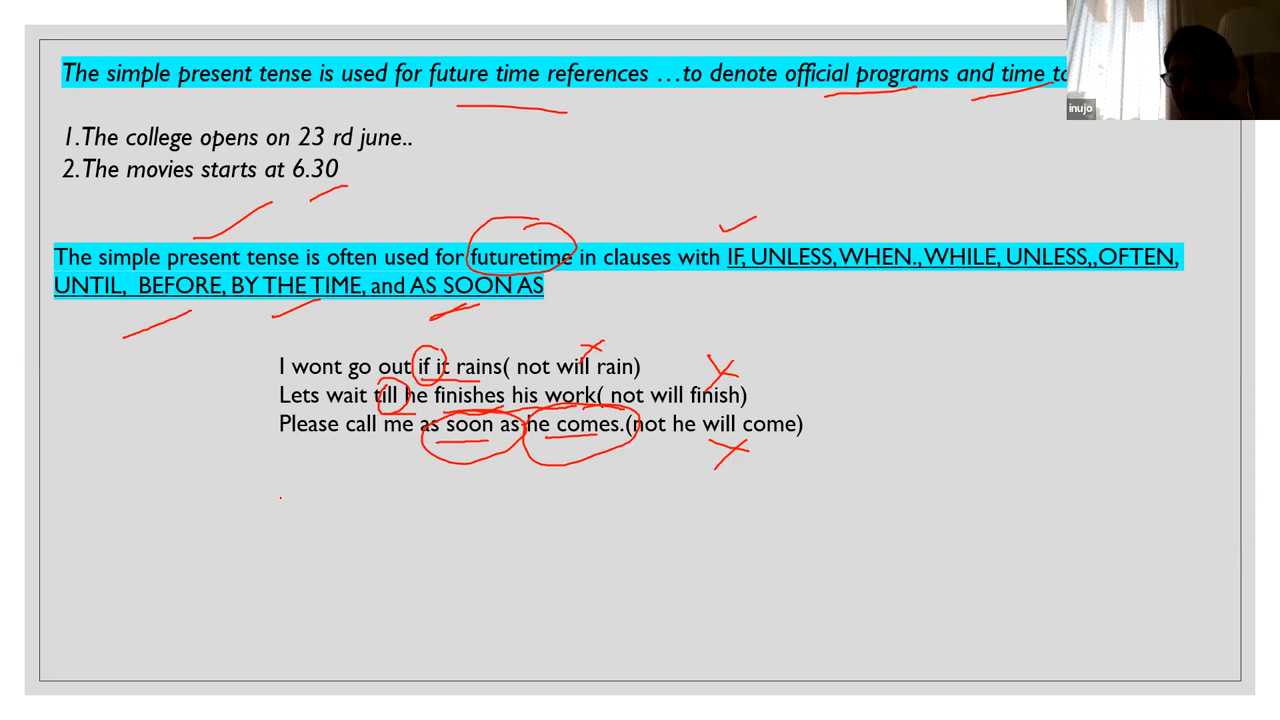 The simple present tense is used for future time references …to denote official programs and time
1.The college opens on 23 rd june..
2.The movies starts at 6.30
The simple present tense is often used for futuretime in clauses with IF, UNLESS,WHEN.,WHILE, UNLESS,,OFTEN,
UNTIL, BEFORE, BY THE TIME, and AS SOON AS
I wont go out if it rains( not will rain)
Lets wait till he finishes his work( not will finish)
Please call me as soon as he comes.(not he will come)
inujo